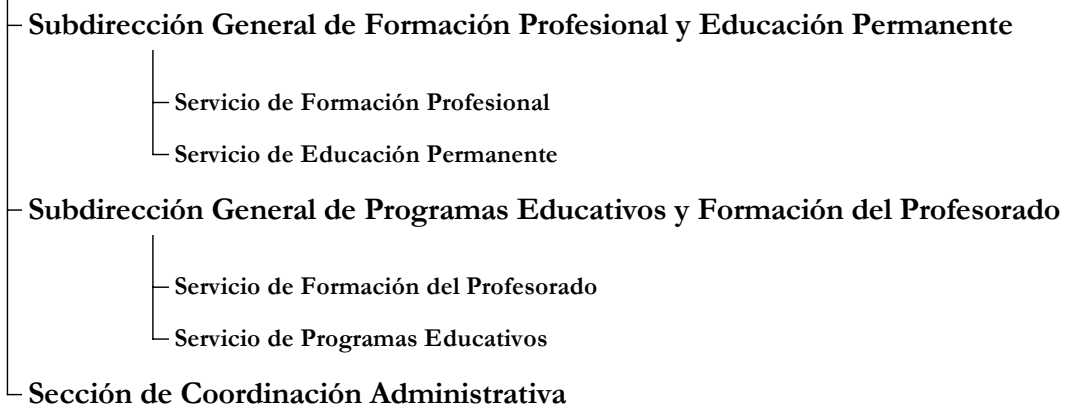 Subdirección General de Formación Profesional y Educación Permanente
Servicio de Formación Profesional
Servicio de Educación Permanente
Subdirección General de Programas Educativos y Formación del Profesorado
Servicio de Formación del Profesorado
Servicio de Programas Educativos
Sección de Coordinación Administrativa